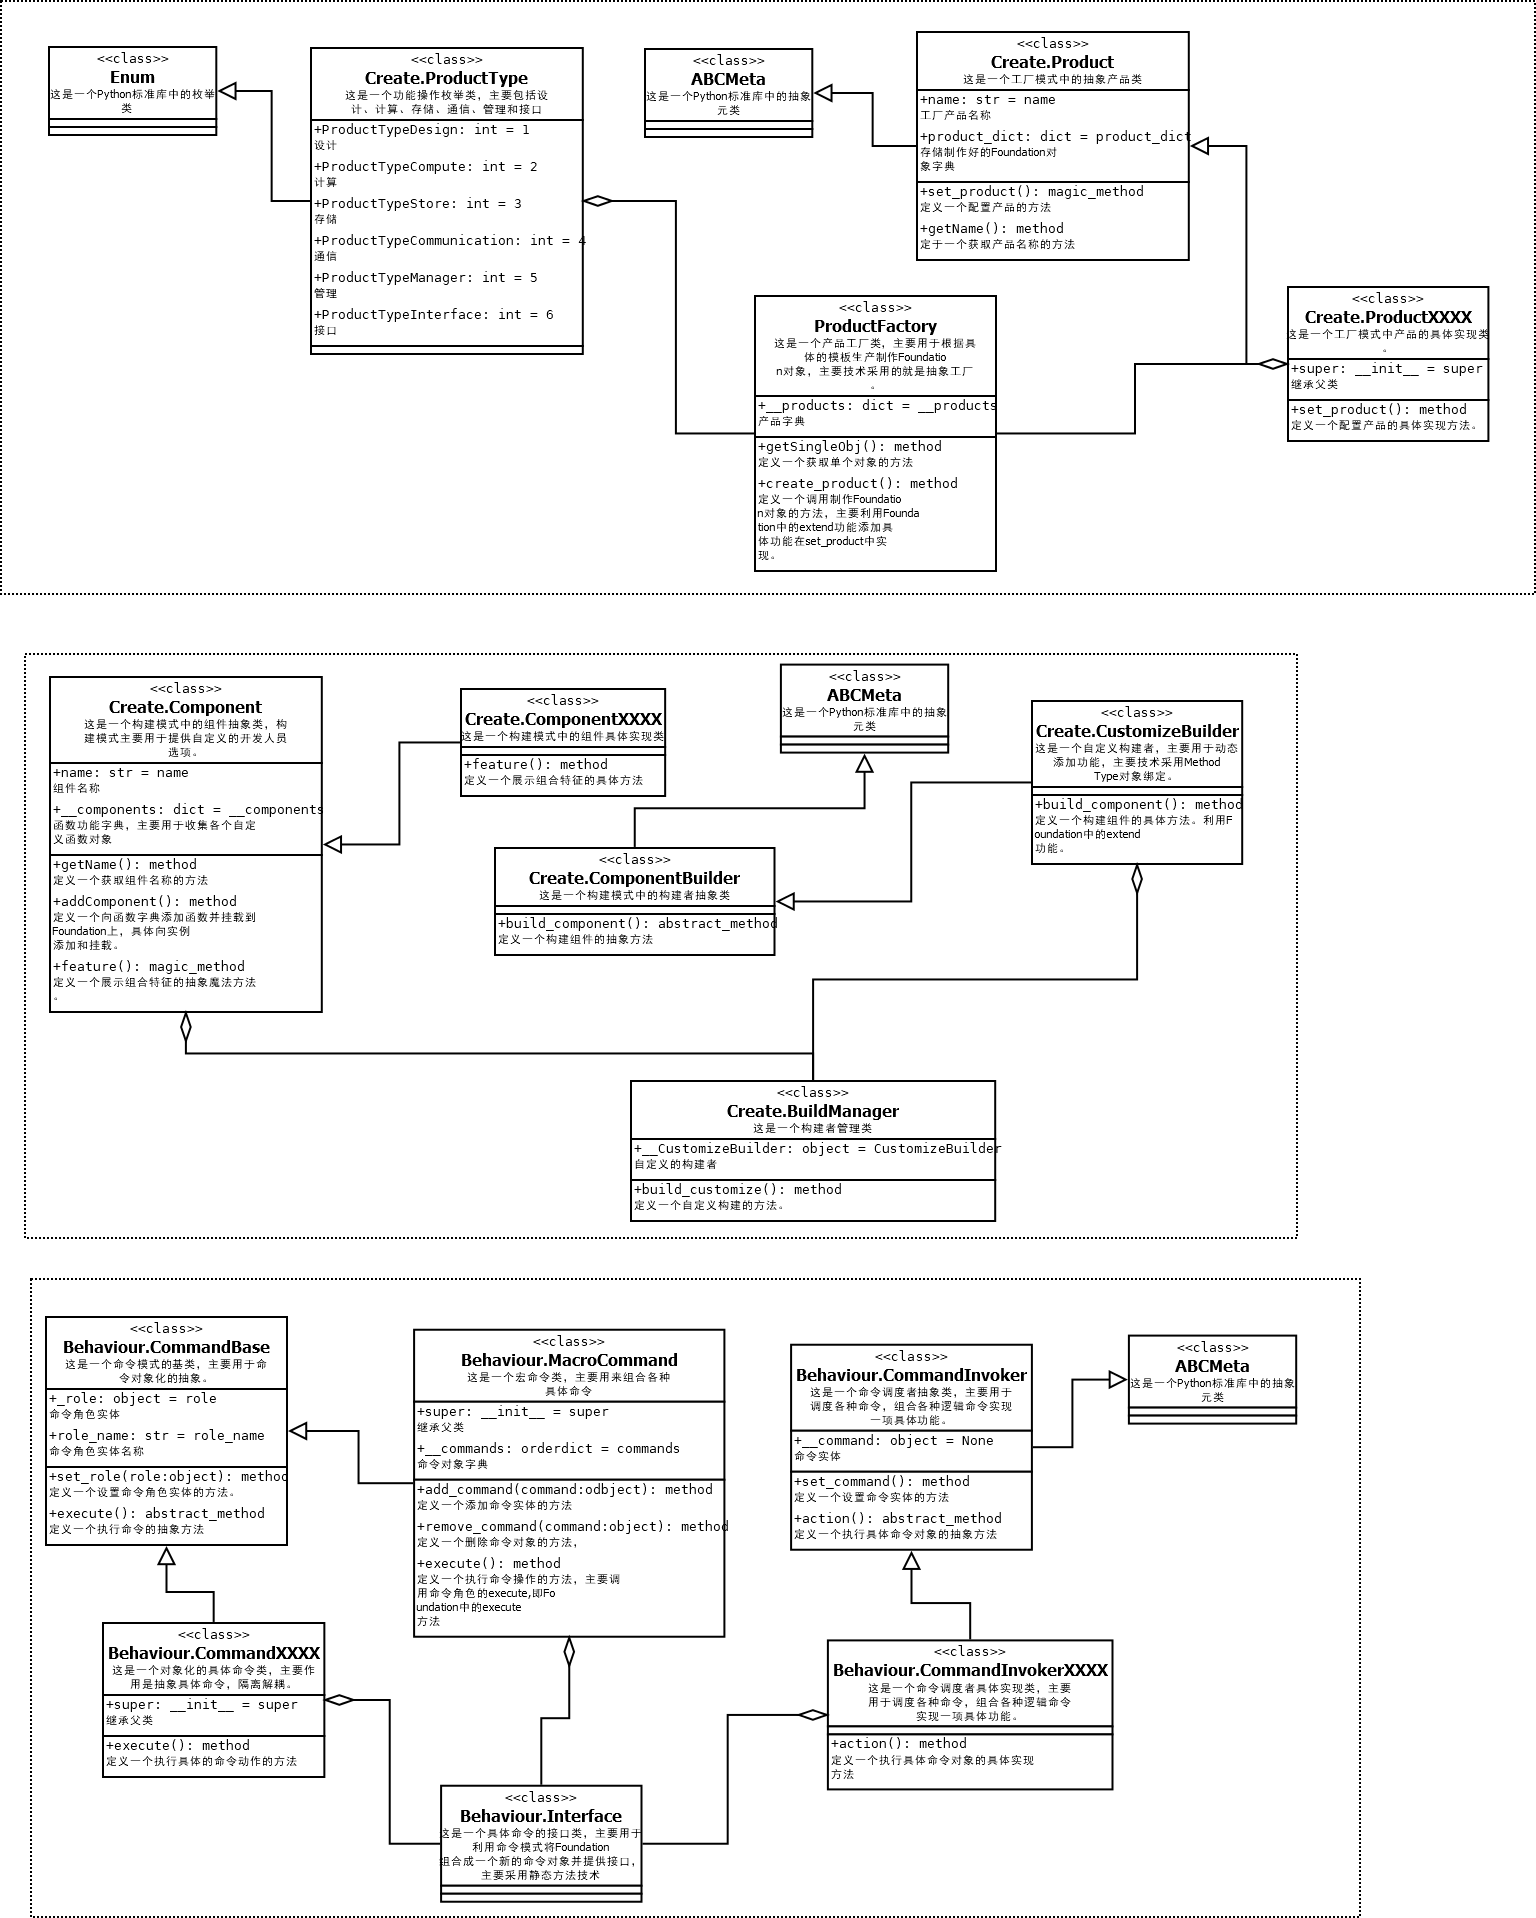 <<class>>
Enum
这是一个Python标准库中的枚举
类
<<class>>
Create.ProductType
这是一个功能操作枚举类，主要包括设
计、计算、存储、通信、管理和接口
+ProductTypeDesign: int = 1
设计
+ProductTypeCompute: int = 2
计算
+ProductTypeStore: int = 3
存储
+ProductTypeCommunication: int = 4
通信
+ProductTypeManager: int = 5
管理
+ProductTypeInterface: int = 6
接口
<<class>>
ABCMeta
这是一个Python标准库中的抽象
元类
<<class>>
Create.Product
这是一个工厂模式中的抽象产品类
+name: str = name
工厂产品名称
+product_dict: dict = product_dict
存储制作好的Foundation对
象字典
+set_product(): magic_method
定义一个配置产品的方法
+getName(): method
定于一个获取产品名称的方法
<<class>>
ProductFactory
这是一个产品工厂类，主要用于根据具
体的模板生产制作Foundatio
n对象，主要技术采用的就是抽象工厂
。
+__products: dict = __products
产品字典
+getSingleObj(): method
定义一个获取单个对象的方法
+create_product(): method
定义一个调用制作Foundatio
n对象的方法，主要利用Founda
tion中的extend功能添加具
体功能在set_product中实
现。
<<class>>
Create.ProductXXXX
这是一个工厂模式中产品的具体实现类
。
+super: __init__ = super
继承父类
+set_product(): method
定义一个配置产品的具体实现方法。
<<class>>
Create.Component
这是一个构建模式中的组件抽象类，构
建模式主要用于提供自定义的开发人员
选项。
+name: str = name
组件名称
+__components: dict = __components
函数功能字典，主要用于收集各个自定
义函数对象
+getName(): method
定义一个获取组件名称的方法
+addComponent(): method
定义一个向函数字典添加函数并挂载到
Foundation上，具体向实例
添加和挂载。
+feature(): magic_method
定义一个展示组合特征的抽象魔法方法
。
<<class>>
Create.ComponentXXXX
这是一个构建模式中的组件具体实现类
+feature(): method
定义一个展示组合特征的具体方法
<<class>>
ABCMeta
这是一个Python标准库中的抽象
元类
<<class>>
Create.CustomizeBuilder
这是一个自定义构建者，主要用于动态
添加功能，主要技术采用Method
Type对象绑定。
+build_component(): method
定义一个构建组件的具体方法。利用F
oundation中的extend
功能。
<<class>>
Create.ComponentBuilder
这是一个构建模式中的构建者抽象类
+build_component(): abstract_method
定义一个构建组件的抽象方法
<<class>>
Create.BuildManager
这是一个构建者管理类
+__CustomizeBuilder: object = CustomizeBuilder
自定义的构建者
+build_customize(): method
定义一个自定义构建的方法。
<<class>>
Behaviour.CommandBase
这是一个命令模式的基类，主要用于命
令对象化的抽象。
+_role: object = role
命令角色实体
+role_name: str = role_name
命令角色实体名称
+set_role(role:object): method
定义一个设置命令角色实体的方法。
+execute(): abstract_method
定义一个执行命令的抽象方法
<<class>>
Behaviour.MacroCommand
这是一个宏命令类，主要用来组合各种
具体命令
+super: __init__ = super
继承父类
+__commands: orderdict = commands
命令对象字典
+add_command(command:odbject): method
定义一个添加命令实体的方法
+remove_command(command:object): method
定义一个删除命令对象的方法，
+execute(): method
定义一个执行命令操作的方法，主要调
用命令角色的execute,即Fo
undation中的execute
方法
<<class>>
Behaviour.CommandInvoker
这是一个命令调度者抽象类，主要用于
调度各种命令，组合各种逻辑命令实现
一项具体功能。
+__command: object = None
命令实体
+set_command(): method
定义一个设置命令实体的方法
+action(): abstract_method
定义一个执行具体命令对象的抽象方法
<<class>>
ABCMeta
这是一个Python标准库中的抽象
元类
<<class>>
Behaviour.CommandXXXX
这是一个对象化的具体命令类，主要作
用是抽象具体命令，隔离解耦。
+super: __init__ = super
继承父类
+execute(): method
定义一个执行具体的命令动作的方法
<<class>>
Behaviour.CommandInvokerXXXX
这是一个命令调度者具体实现类，主要
用于调度各种命令，组合各种逻辑命令
实现一项具体功能。
+action(): method
定义一个执行具体命令对象的具体实现
方法
<<class>>
Behaviour.Interface
这是一个具体命令的接口类，主要用于
利用命令模式将Foundation
组合成一个新的命令对象并提供接口，
主要采用静态方法技术